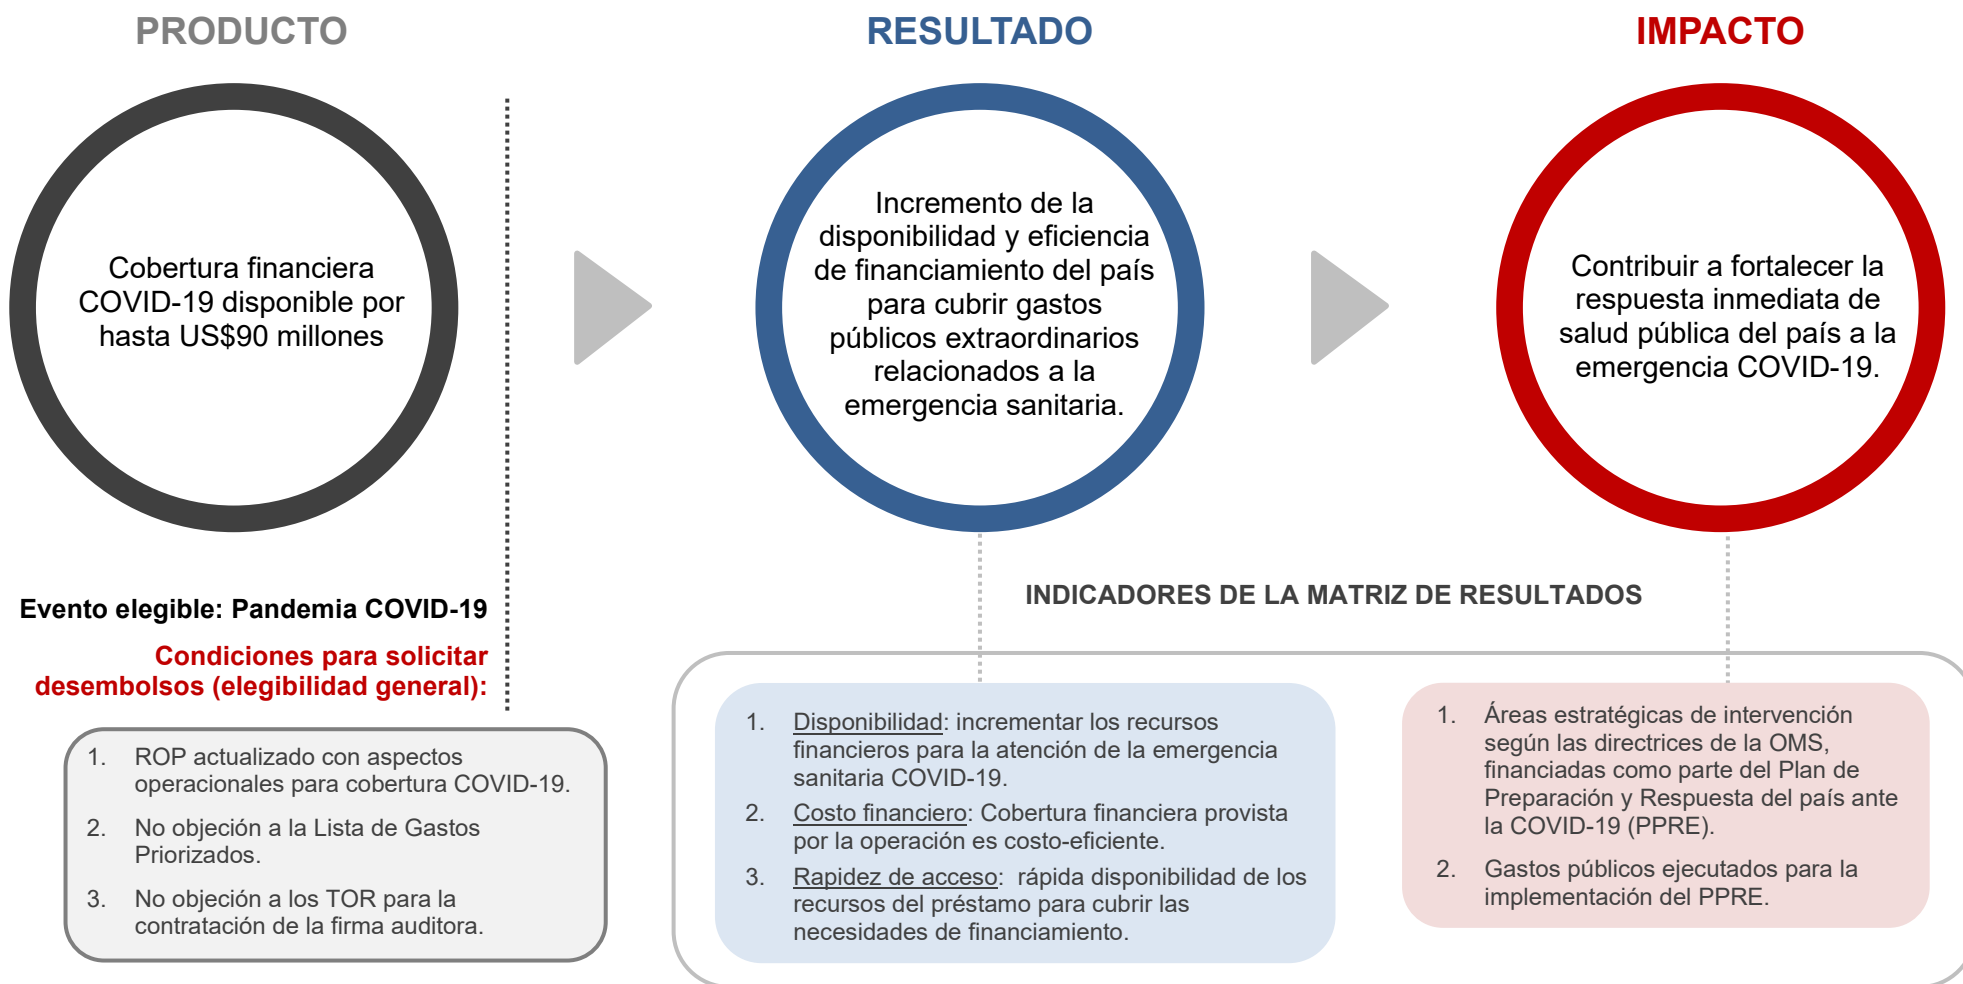 PRODUCTO
Cobertura financiera
COVID-19 disponible por
hasta US$90 millones
Evento elegible: Pandemia COVID-19
Condiciones para solicitar
desembolsos (elegibilidad general):
1. ROP actualizado con aspectos
operacionales para cobertura COVID-19.
2. No objeción a la Lista de Gastos
Priorizados.
3. No objeción a los TOR para la
contratación de la firma auditora.
RESULTADO
Incremento de la
disponibilidad y eficiencia
de financiamiento del país
para cubrir gastos
públicos extraordinarios
relacionados a la
emergencia sanitaria.
IMPACTO
Contribuir a fortalecer la
respuesta inmediata de
salud pública del país a la
emergencia COVID-19.
INDICADORES DE LA MATRIZ DE RESULTADOS
1. Disponibilidad: incrementar los recursos
financieros para la atención de la emergencia
sanitaria COVID-19.
2. Costo financiero: Cobertura financiera provista
por la operación es costo-eficiente.
3. Rapidez de acceso: rápida disponibilidad de los
recursos del préstamo para cubrir las
necesidades de financiamiento.
1. Áreas estratégicas de intervención
según las directrices de la OMS,
financiadas como parte del Plan de
Preparación y Respuesta del país ante
la COVID-19 (PPRE).
2. Gastos públicos ejecutados para la
implementación del PPRE.